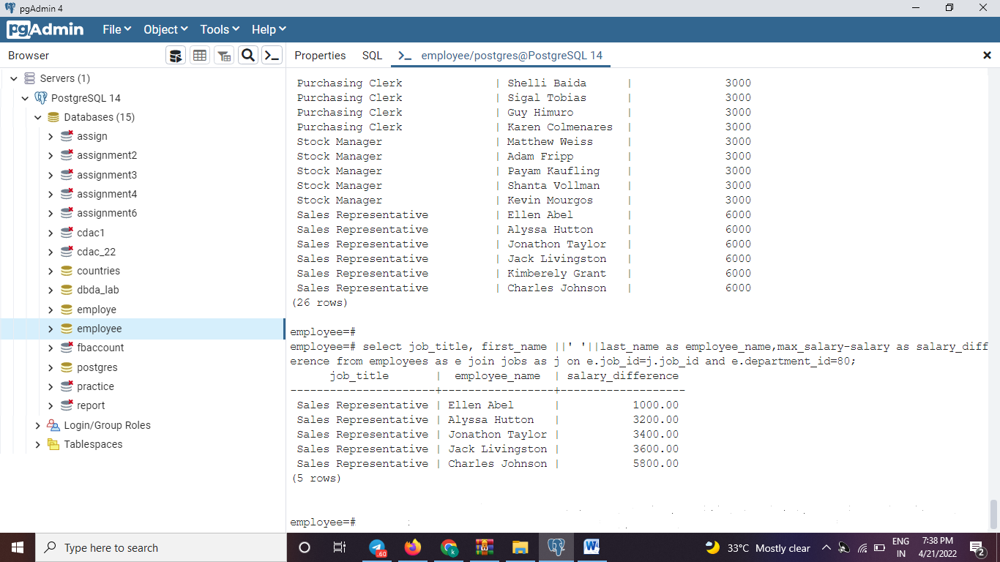 pgAdmin 4
pgAdmin File Object Tools Help
Browser
Properties SQL employee/postgres@PostgreSQL 14
Servers (1)
PostgreSQL 14
Databases (15)
assign
assignment2
assignment3
assignment4
assignment6
cdac1
cdac_22
countries
dbda_lab
employe
employee
fbaccount
postgres
practice
report
Login/Group Roles
Tablespaces
Purchasing Clerk | Shelli Baida | 3000
Purchasing Clerk | Sigal Tobias | 3000
Purchasing Clerk | Guy Himuro | 3000
Purchasing Clerk | Karen Colmenares | 3000
Stock Manager | Matthew Weiss | 3000
Stock Manager | Adam Fripp | 3000
Stock Manager | Payam Kaufling | 3000
Stock Manager | Shanta Vollman | 3000
Stock Manager | Kevin Mourgos | 3000
Sales Representative | Ellen Abel | 6000
Sales Representative | Alyssa Hutton | 6000
Sales Representative | Jonathon Taylor | 6000
Sales Representative | Jack Livingston | 6000
Sales Representative | Kimberely Grant | 6000
Sales Representative | Charles Johnson | 6000
(26 rows)
employee=#
employee=# select job_title, first_name ||' '||last_name as employee_name,max_salary-salary as salary_diff
erence from employees as e join jobs as j on e.job_id=j.job_id and e.department_id=80;
job_title | employee_name | salary_difference
----------------------+-----------------+-------------------
Sales Representative | Ellen Abel | 1000.00
Sales Representative | Alyssa Hutton | 3200.00
Sales Representative | Jonathon Taylor | 3400.00
Sales Representative | Jack Livingston | 3600.00
Sales Representative | Charles Johnson | 5800.00
(5 rows)
employee=#
Type here to search
.60
k
W
33°C Mostly clear
ENG
IN
7:38 PM
4/21/2022
2